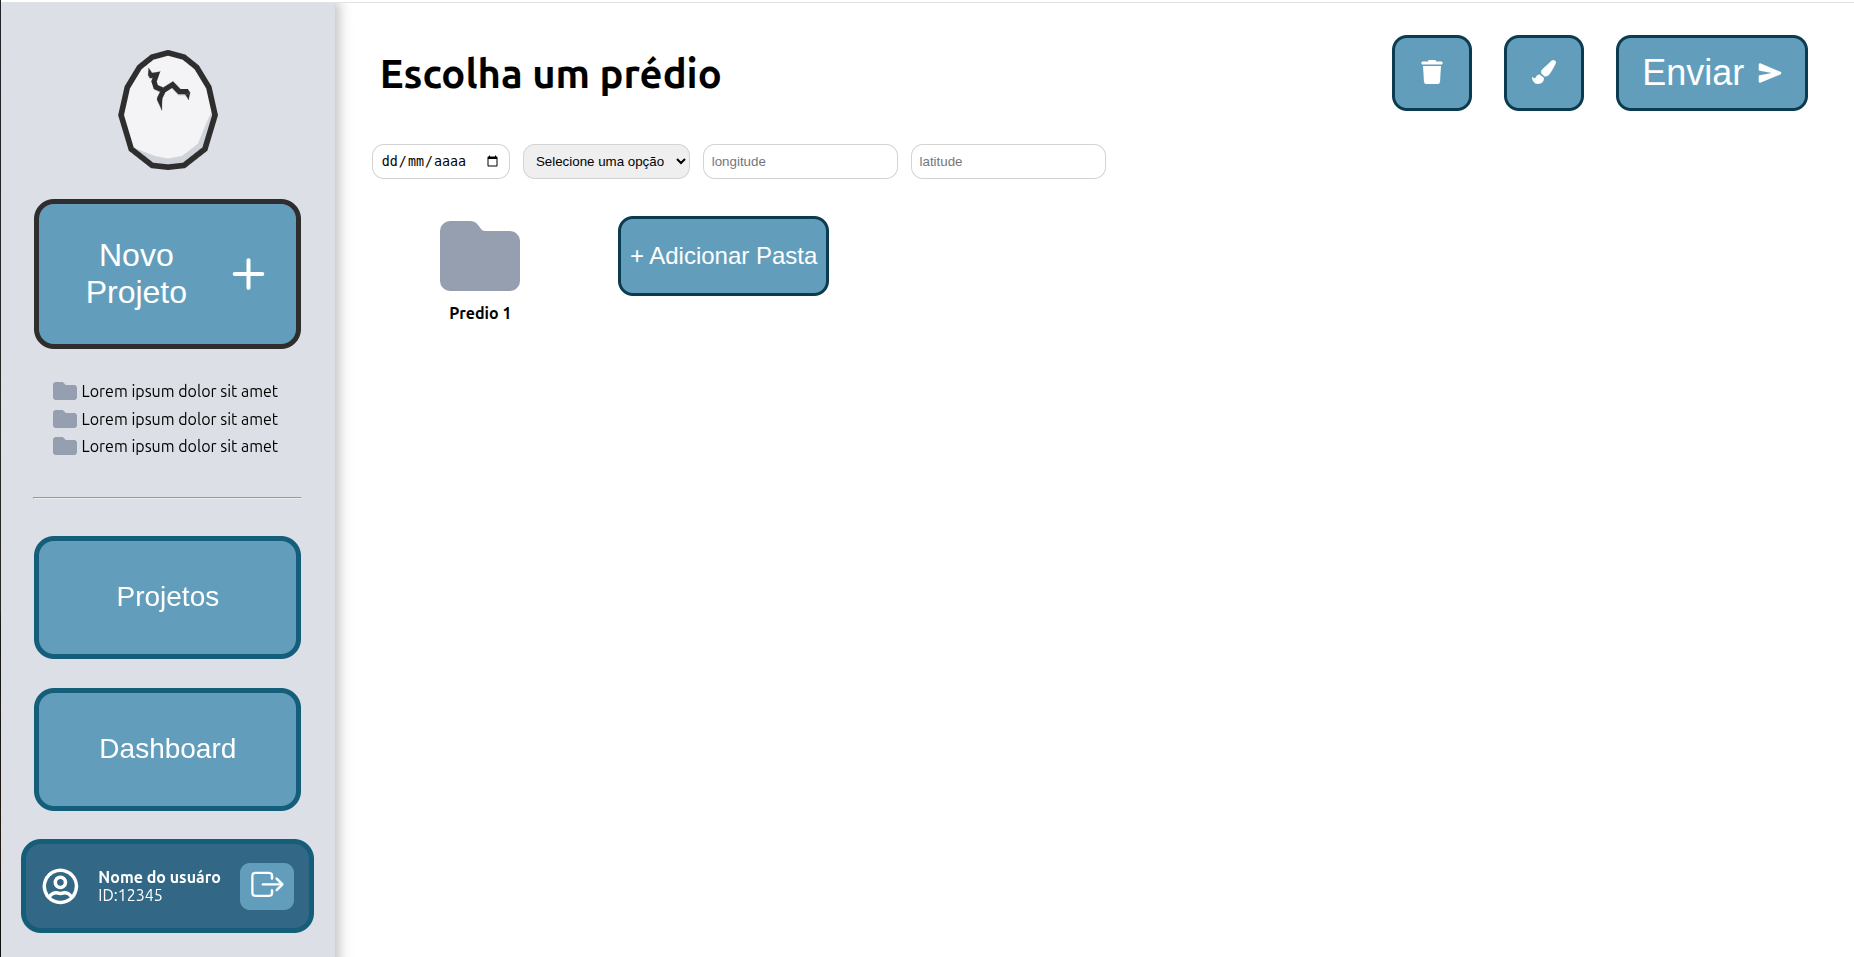 Novo
Projeto
Lorem ipsum dolor sit amet
Lorem ipsum dolor sit amet
Lorem ipsum dolor sit amet
Projetos
Dashboard
Nome do usuáro
ID:12345
Escolha um prédio
Enviar
dd/mm/aaaa
Selecione uma opção
longitude
latitude
Predio 1
+ Adicionar Pasta